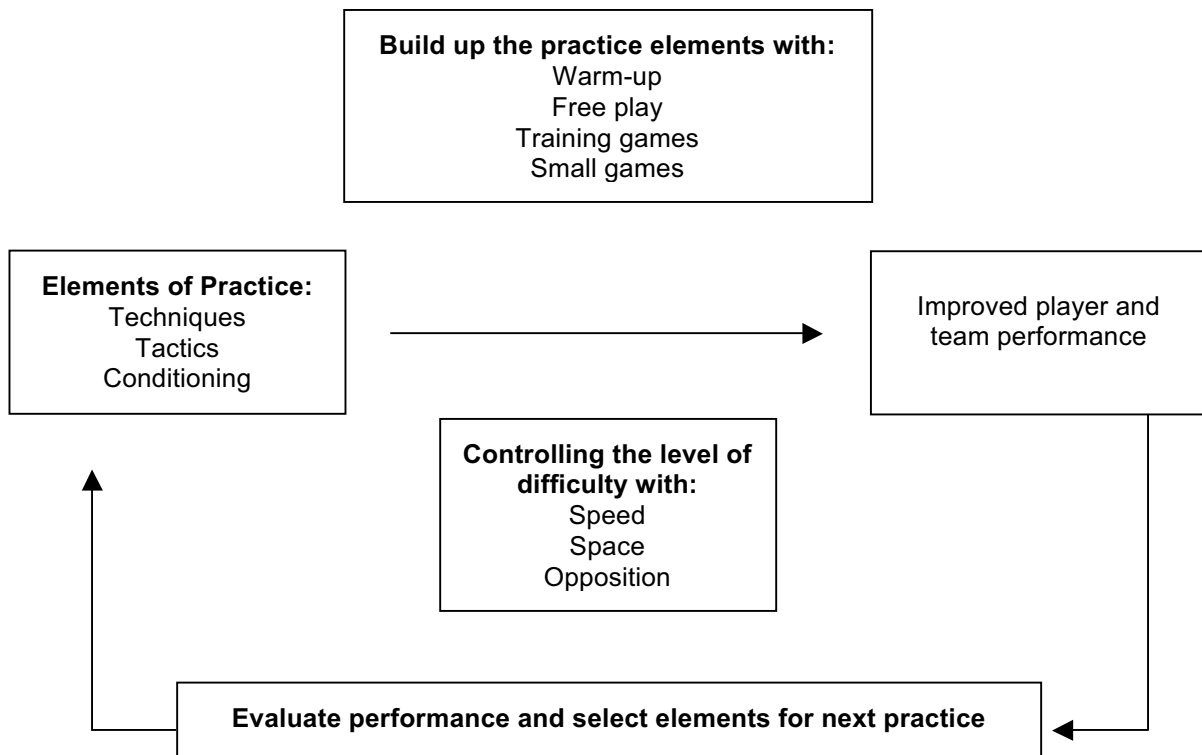 Build up the practice elements with:
Warm-up
Free play
Training games
Small games
Elements of Practice:
Techniques
Tactics
Conditioning
Improved player and
team performance
Controlling the level of
difficulty with:
Speed
Space
Opposition
Evaluate performance and select elements for next practice